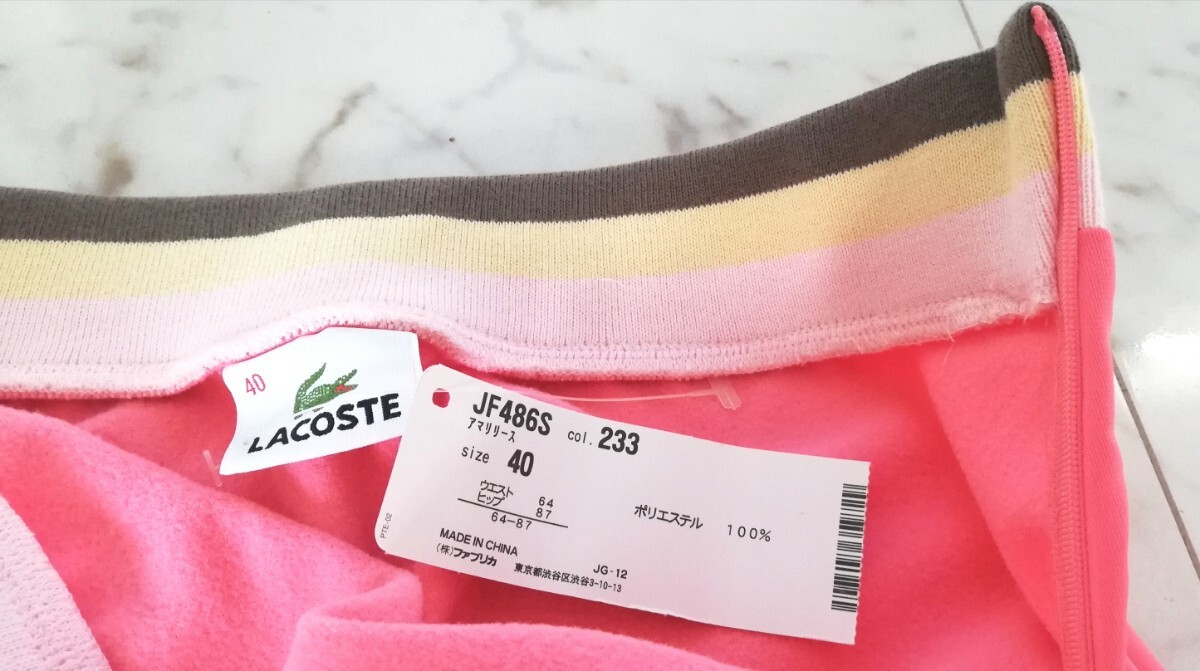 40
LACOSTE
JF486S col. 233
アマリリース
size 40
ウエスト 64
ヒップ 87
64-87
ポリエステル 100%
PTE-02
MADE IN CHINA
(株)ファブリカ JG-12
東京都渋谷区渋谷3-10-13